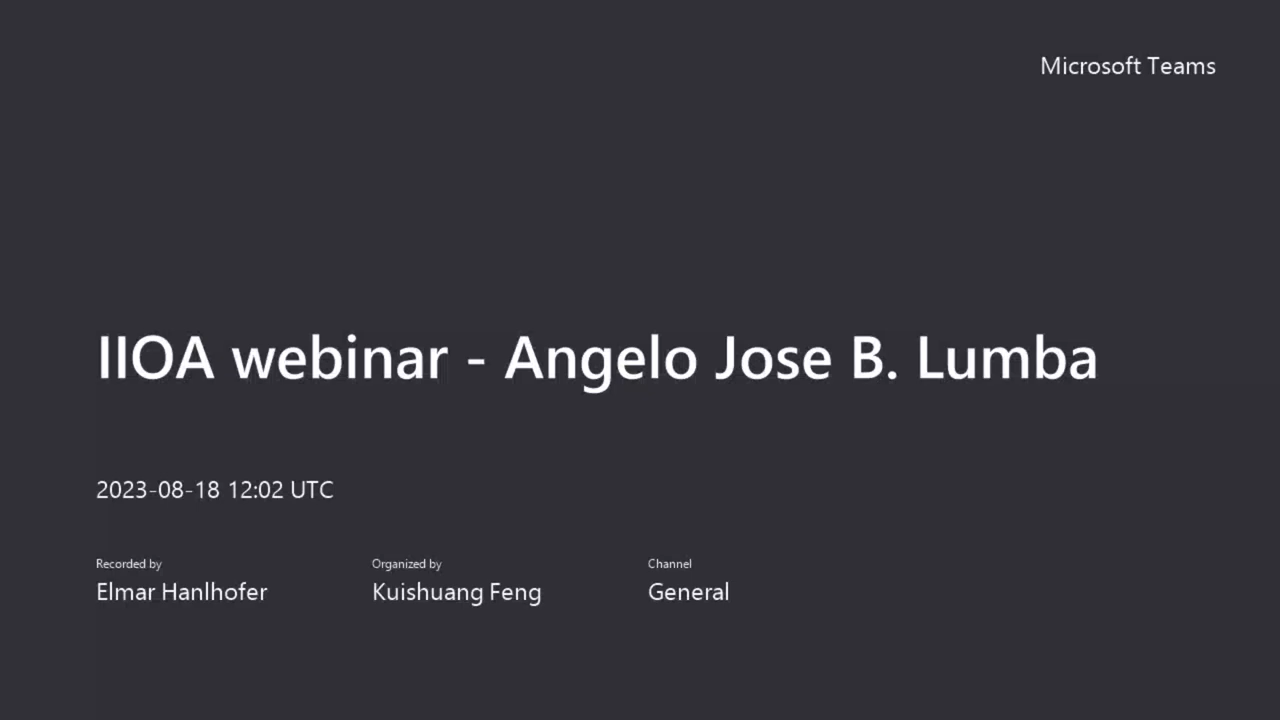 Microsoft Teams
IIOA webinar - Angelo Jose B. Lumba
2023-08-18 12:02 UTC
Recorded by
Elmar Hanlhofer
Organized by
Kuishuang Feng
Channel
General